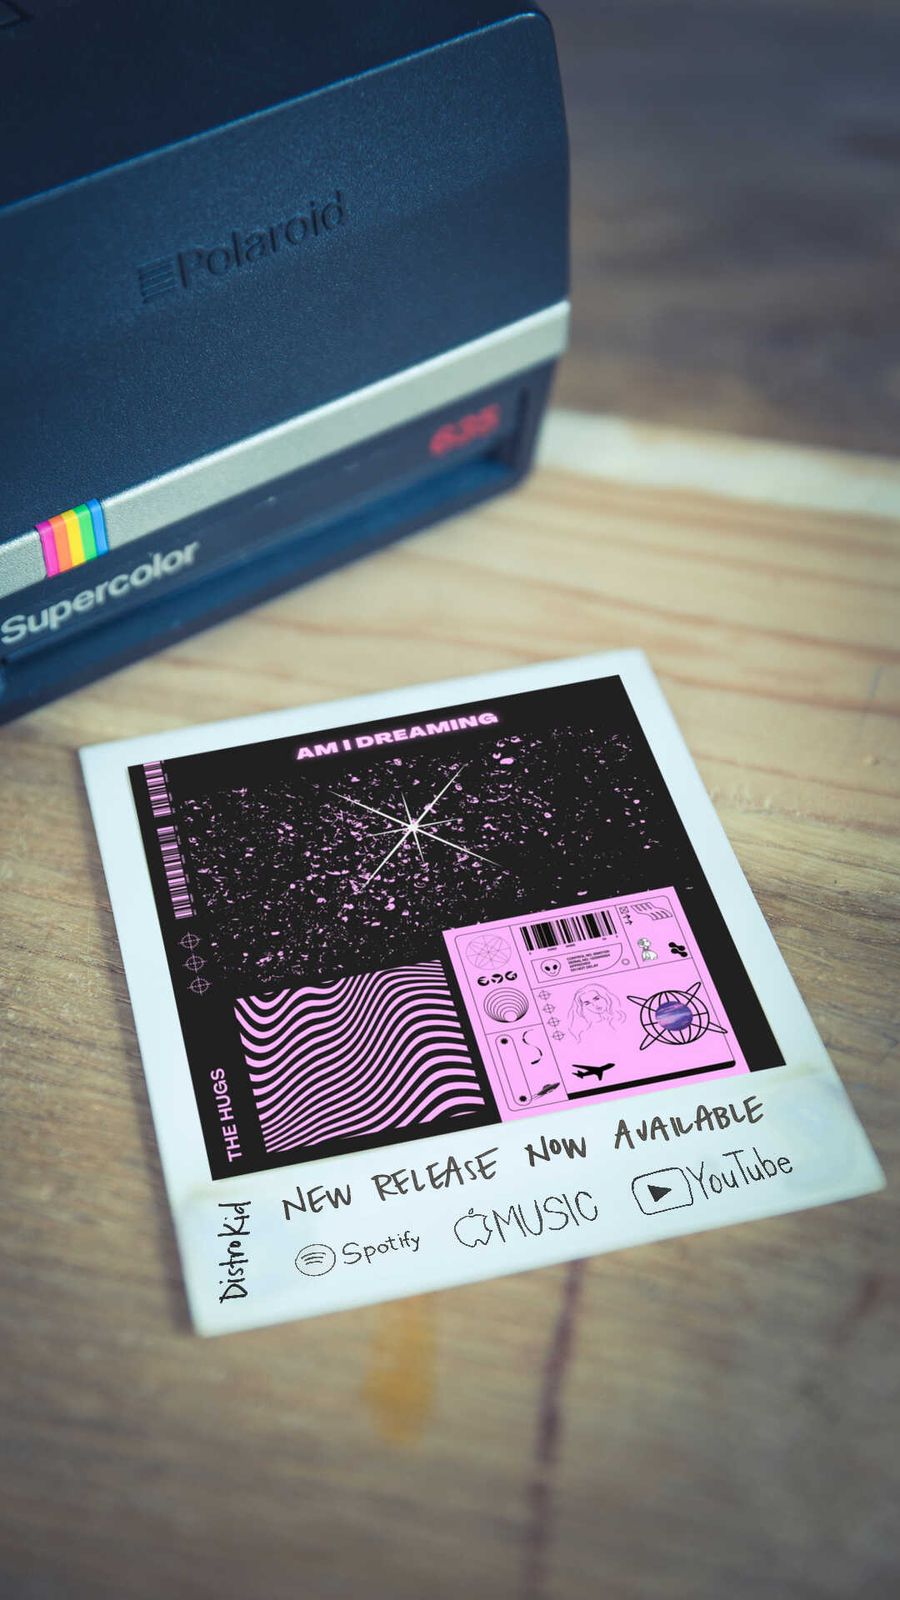 Polaroid
635
Supercolor
AM I DREAMING
THE HUGS
NEW RELEASE NOW AVAILABLE
Spotify
MUSIC
YouTube
DistroKid